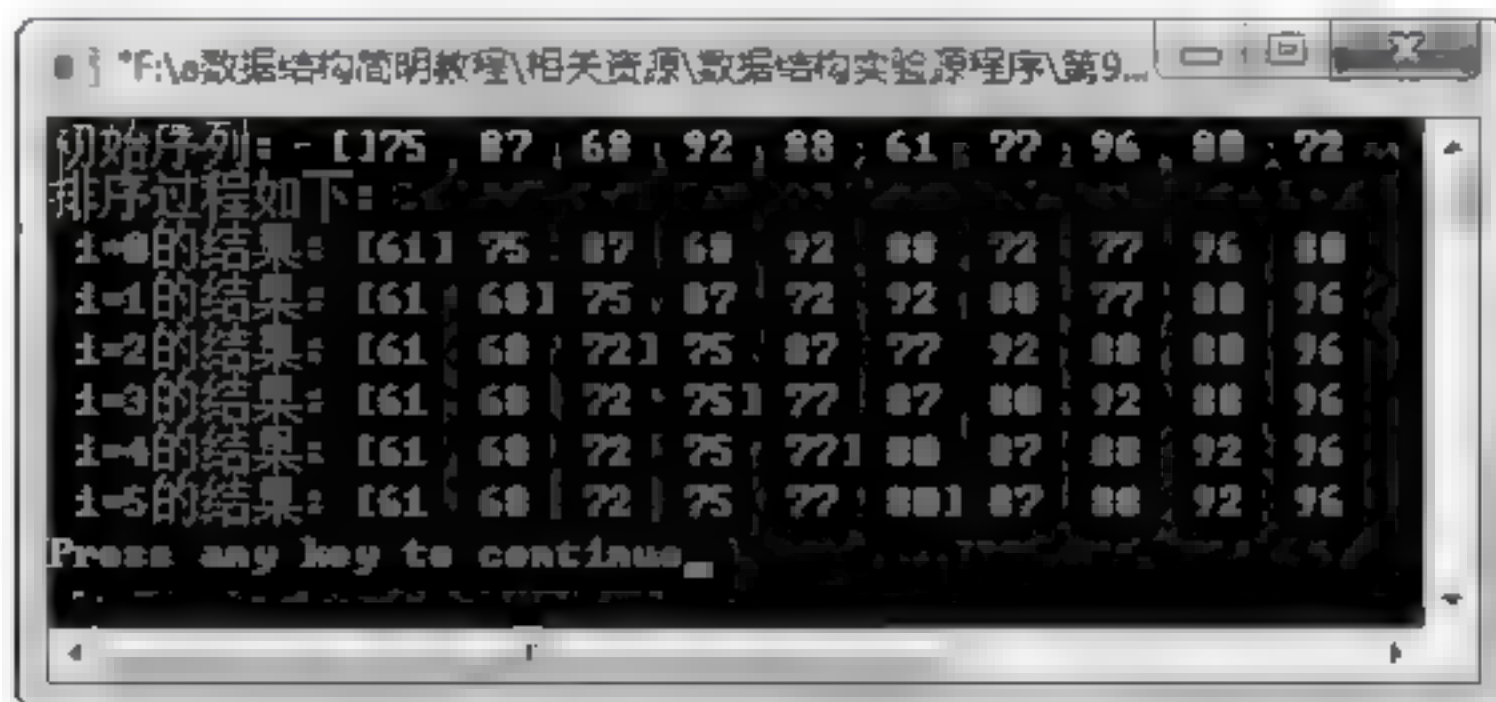 "F:\e数据结构简明教程\相关资源\数据结构实验源程序\第9...
初始序列: []75 87 68 92 88 61 77 96 80 72
排序过程如下:
i=0的结果: [61] 75 87 68 92 88 72 77 96 80
i=1的结果: [61 68] 75 87 72 92 88 77 80 96
i=2的结果: [61 68 72] 75 87 77 92 88 80 96
i=3的结果: [61 68 72 75] 77 87 80 92 88 96
i=4的结果: [61 68 72 75 77] 80 87 88 92 96
i=5的结果: [61 68 72 75 77 80] 87 88 92 96
Press any key to continue_